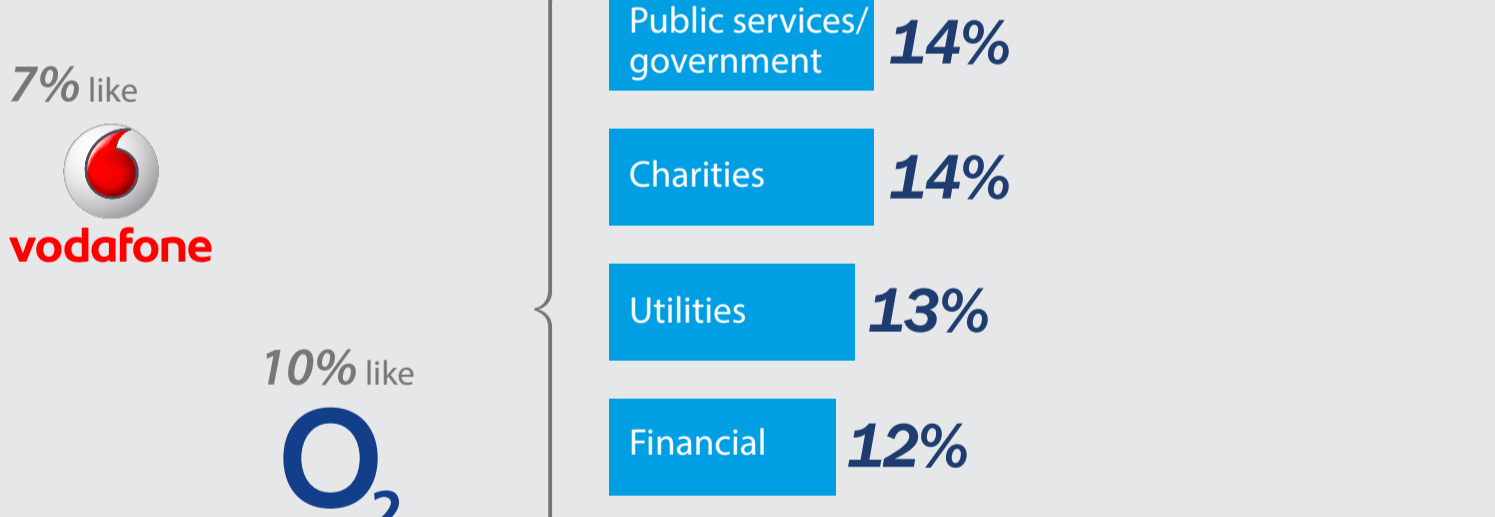 7% like
vodafone
10% like
O2
Public services/
government
14%
Charities
14%
Utilities
13%
Financial
12%